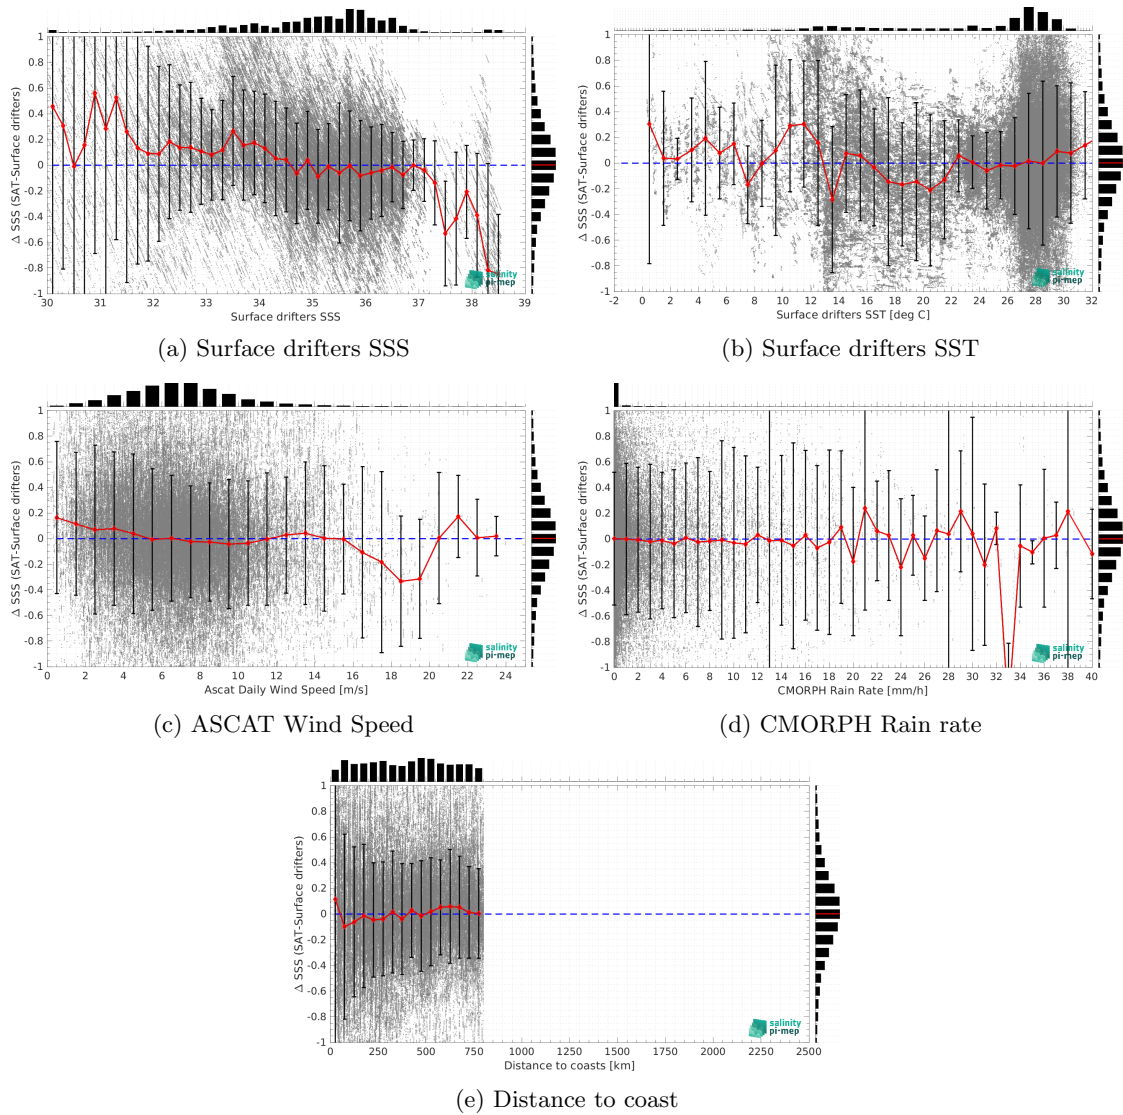 1
0.8
0.6
0.4
0.2
0
-0.2
-0.4
-0.6
-0.8
-1
Δ SSS (SAT-Surface drifters)
30 31 32 33 34 35 36 37 38 39
Surface drifters SSS
salinity
pi-mep
(a) Surface drifters SSS
1
0.8
0.6
0.4
0.2
0
-0.2
-0.4
-0.6
-0.8
-1
Δ SSS (SAT-Surface drifters)
-2 0 2 4 6 8 10 12 14 16 18 20 22 24 26 28 30 32
Surface drifters SST [deg C]
salinity
pi-mep
(b) Surface drifters SST
1
0.8
0.6
0.4
0.2
0
-0.2
-0.4
-0.6
-0.8
-1
Δ SSS (SAT-Surface drifters)
0 2 4 6 8 10 12 14 16 18 20 22 24
Ascat Daily Wind Speed [m/s]
salinity
pi-mep
(c) ASCAT Wind Speed
1
0.8
0.6
0.4
0.2
0
-0.2
-0.4
-0.6
-0.8
-1
Δ SSS (SAT-Surface drifters)
0 4 8 12 16 20 24 28 32 36 40
CMORPH Rain Rate [mm/h]
salinity
pi-mep
(d) CMORPH Rain rate
1
0.8
0.6
0.4
0.2
0
-0.2
-0.4
-0.6
-0.8
-1
Δ SSS (SAT-Surface drifters)
0 250 500 750 1000 1250 1500 1750 2000 2250 2500
Distance to coasts [km]
salinity
pi-mep
(e) Distance to coast